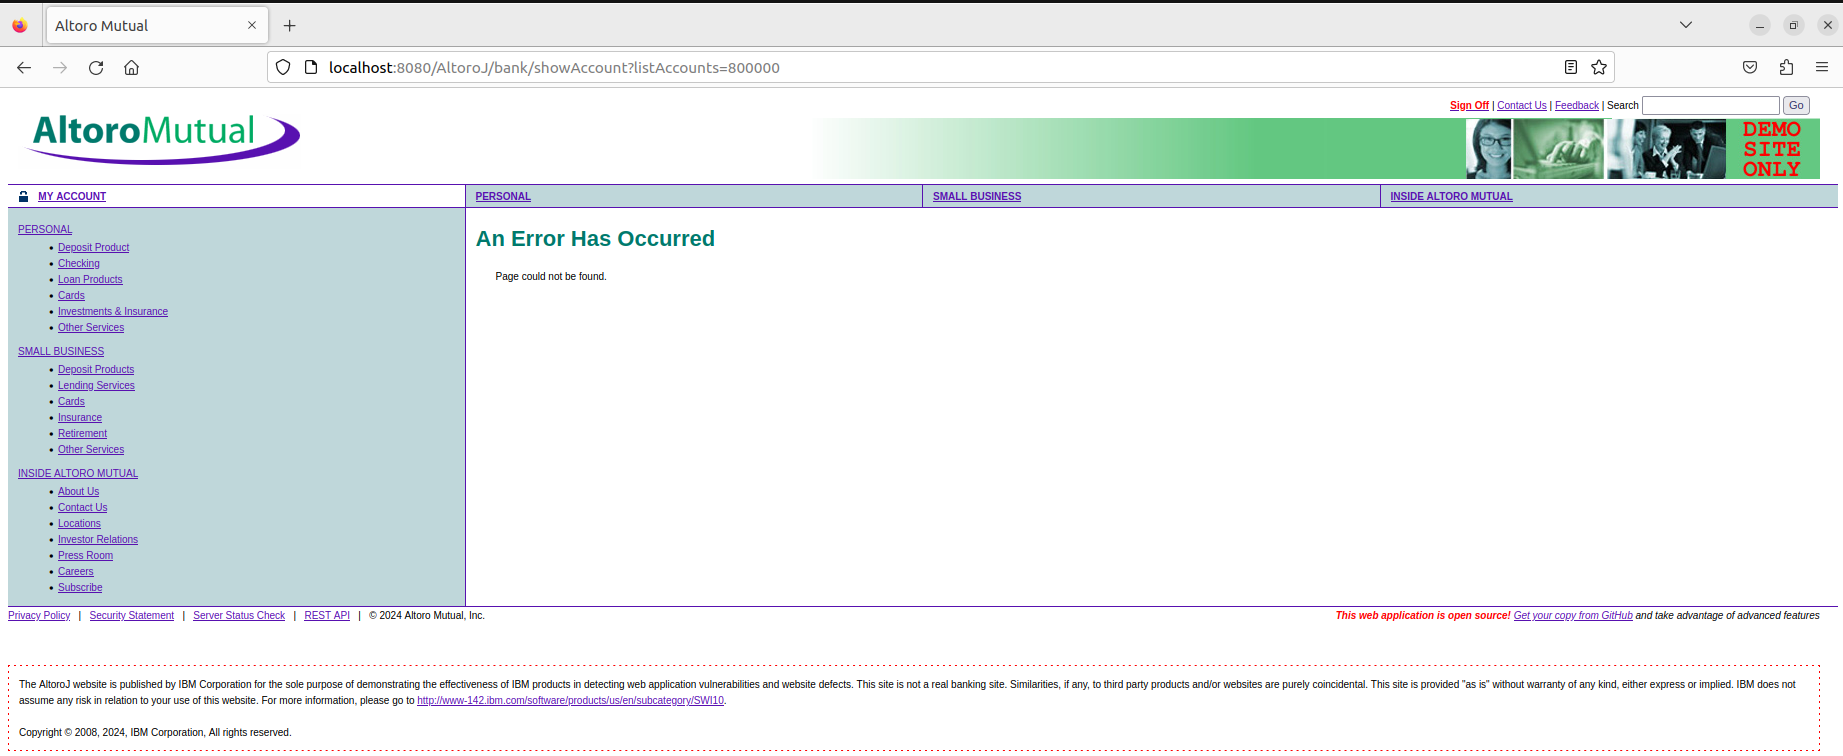 Altoro Mutual
localhost:8080/AltoroJ/bank/showAccount?listAccounts=800000
Sign Off | Contact Us | Feedback | Search Go
AltoroMutual
DEMO
SITE
ONLY
MY ACCOUNT PERSONAL SMALL BUSINESS INSIDE ALTORO MUTUAL
PERSONAL
Deposit Product
Checking
Loan Products
Cards
Investments & Insurance
Other Services
SMALL BUSINESS
Deposit Products
Lending Services
Cards
Insurance
Retirement
Other Services
INSIDE ALTORO MUTUAL
About Us
Contact Us
Locations
Investor Relations
Press Room
Careers
Subscribe
An Error Has Occurred
Page could not be found.
Privacy Policy | Security Statement | Server Status Check | REST API | © 2024 Altoro Mutual, Inc.
This web application is open source! Get your copy from GitHub and take advantage of advanced features
The AltoroJ website is published by IBM Corporation for the sole purpose of demonstrating the effectiveness of IBM products in detecting web application vulnerabilities and website defects. This site is not a real banking site. Similarities, if any, to third party products and/or websites are purely coincidental. This site is provided "as is" without warranty of any kind, either express or implied. IBM does not
assume any risk in relation to your use of this website. For more information, please go to http://www-142.ibm.com/software/products/us/en/subcategory/SWI10.
Copyright © 2008, 2024, IBM Corporation, All rights reserved.